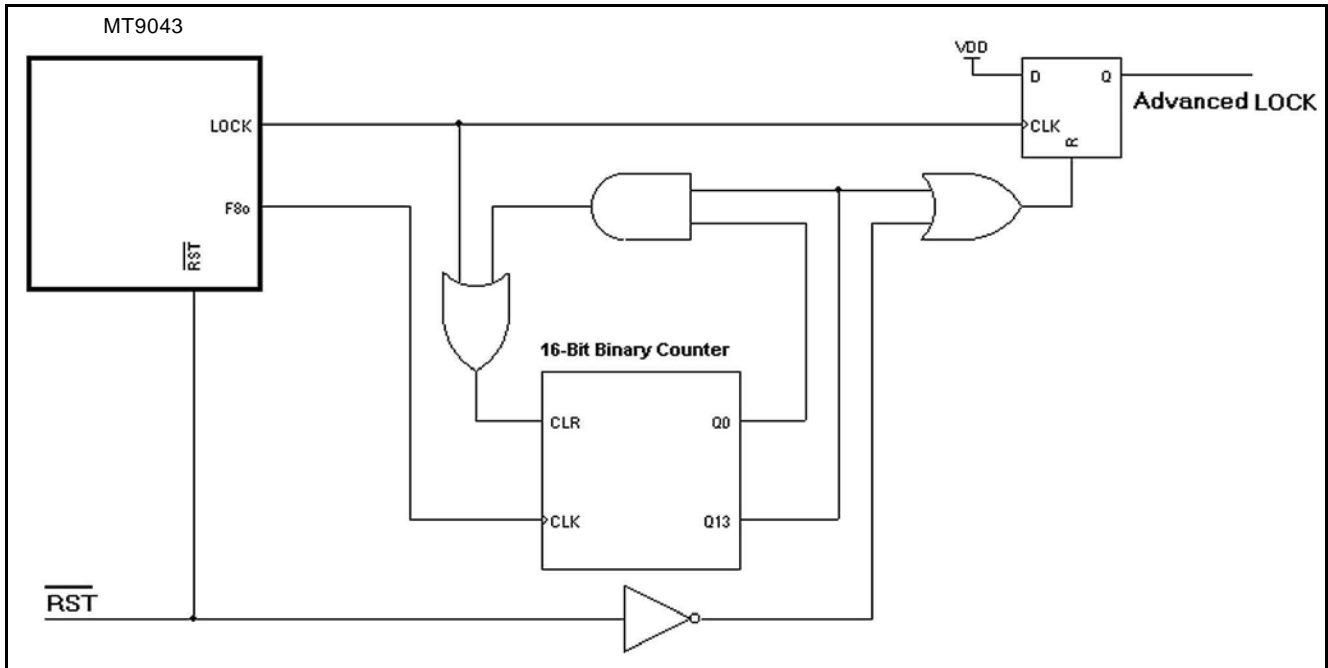 MT9043
VDD
D
Q
LOCK
Advanced LOCK
CLK
R
F8o
RST
16-Bit Binary Counter
CLR
Q0
CLK
Q13
RST